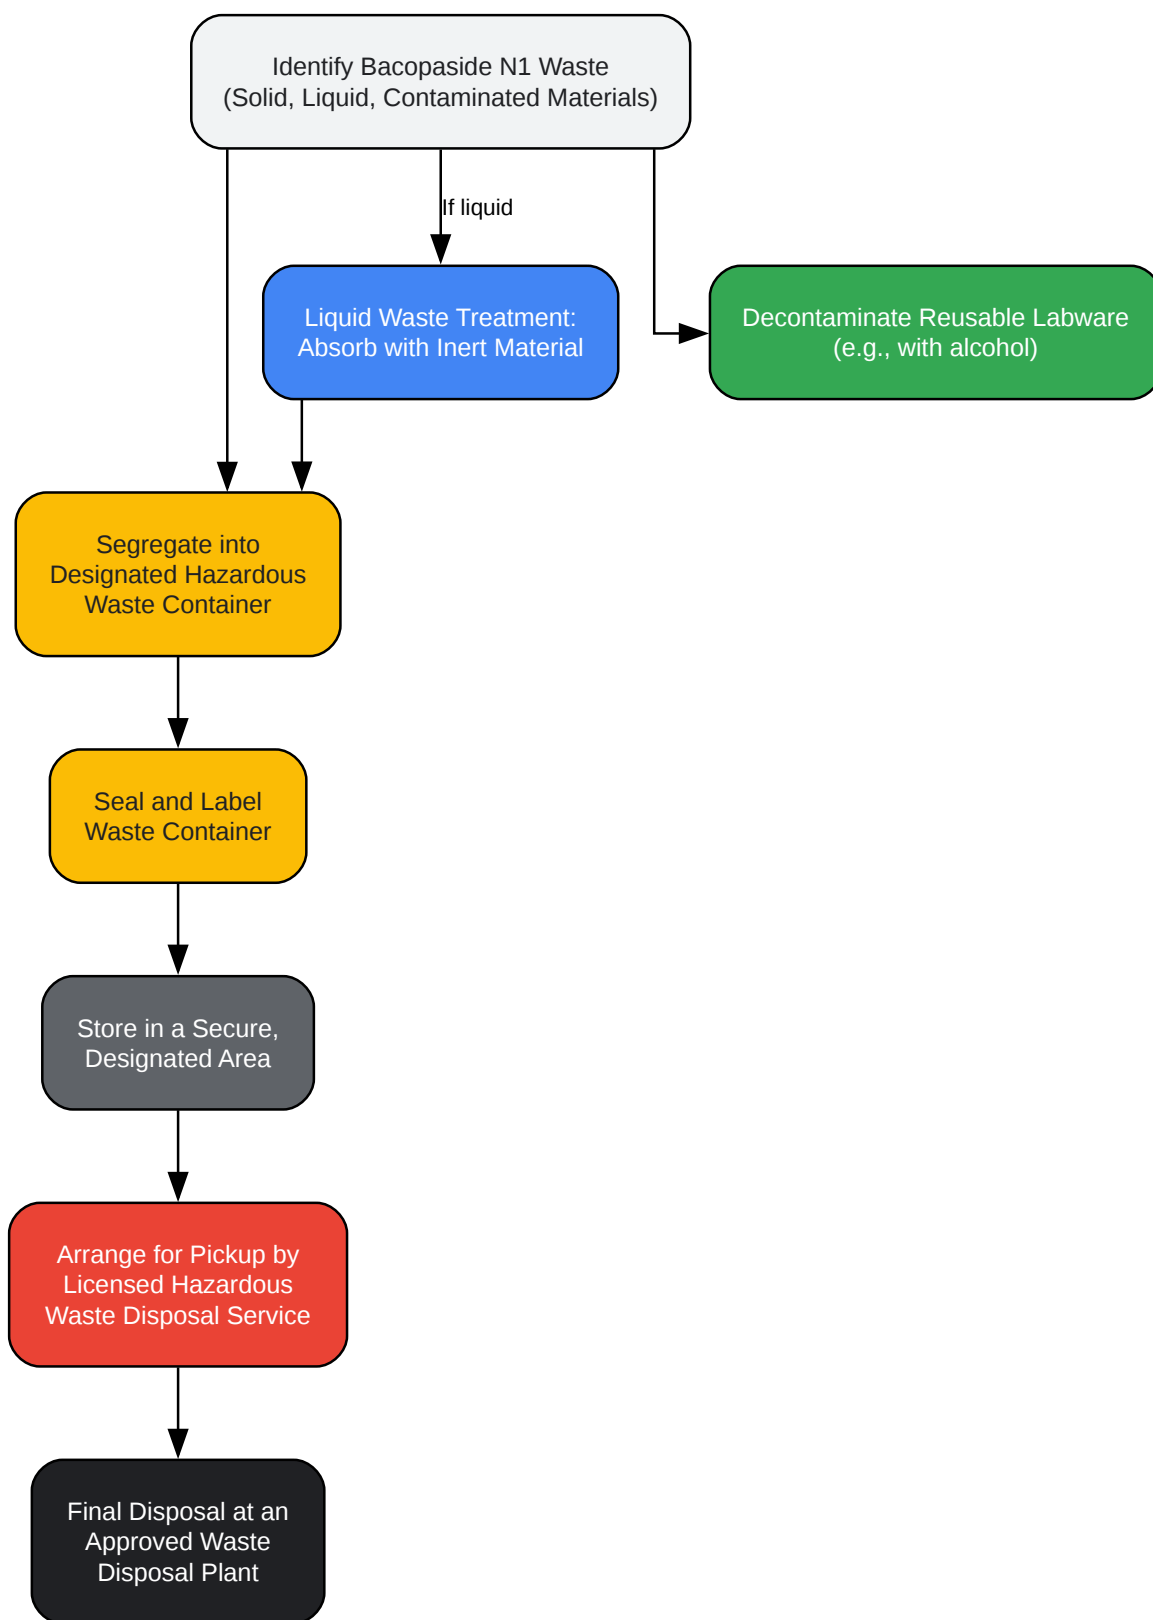 Identify Bacopaside N1 Waste
(Solid, Liquid, Contaminated Materials)
If liquid
Liquid Waste Treatment:
Absorb with Inert Material
Decontaminate Reusable Labware
(e.g., with alcohol)
Segregate into
Designated Hazardous
Waste Container
Seal and Label
Waste Container
Store in a Secure,
Designated Area
Arrange for Pickup by
Licensed Hazardous
Waste Disposal Service
Final Disposal at an
Approved Waste
Disposal Plant